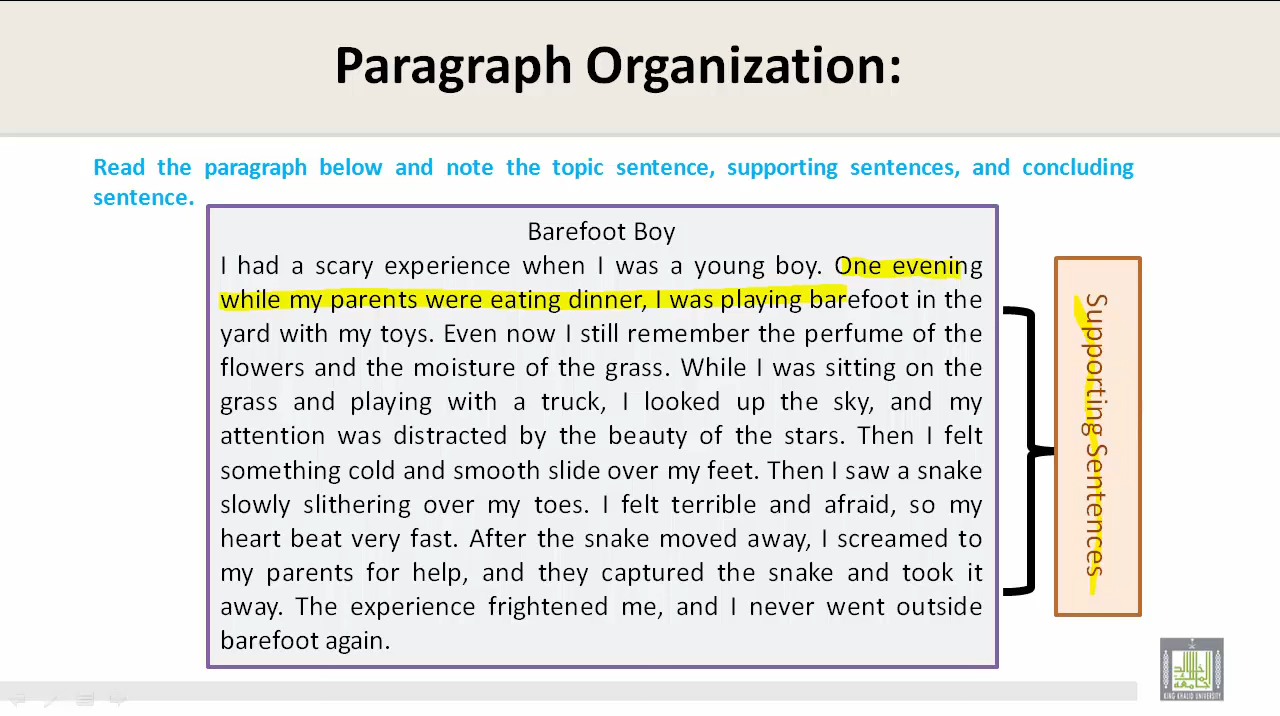 Paragraph Organization:
Read the paragraph below and note the topic sentence, supporting sentences, and concluding
sentence.
Barefoot Boy
I had a scary experience when I was a young boy. One evening
while my parents were eating dinner, I was playing barefoot in the
yard with my toys. Even now I still remember the perfume of the
flowers and the moisture of the grass. While I was sitting on the
grass and playing with a truck, I looked up the sky, and my
attention was distracted by the beauty of the stars. Then I felt
something cold and smooth slide over my feet. Then I saw a snake
slowly slithering over my toes. I felt terrible and afraid, so my
heart beat very fast. After the snake moved away, I screamed to
my parents for help, and they captured the snake and took it
away. The experience frightened me, and I never went outside
barefoot again.
Supporting Sentences
KING KHALID UNIVERSITY